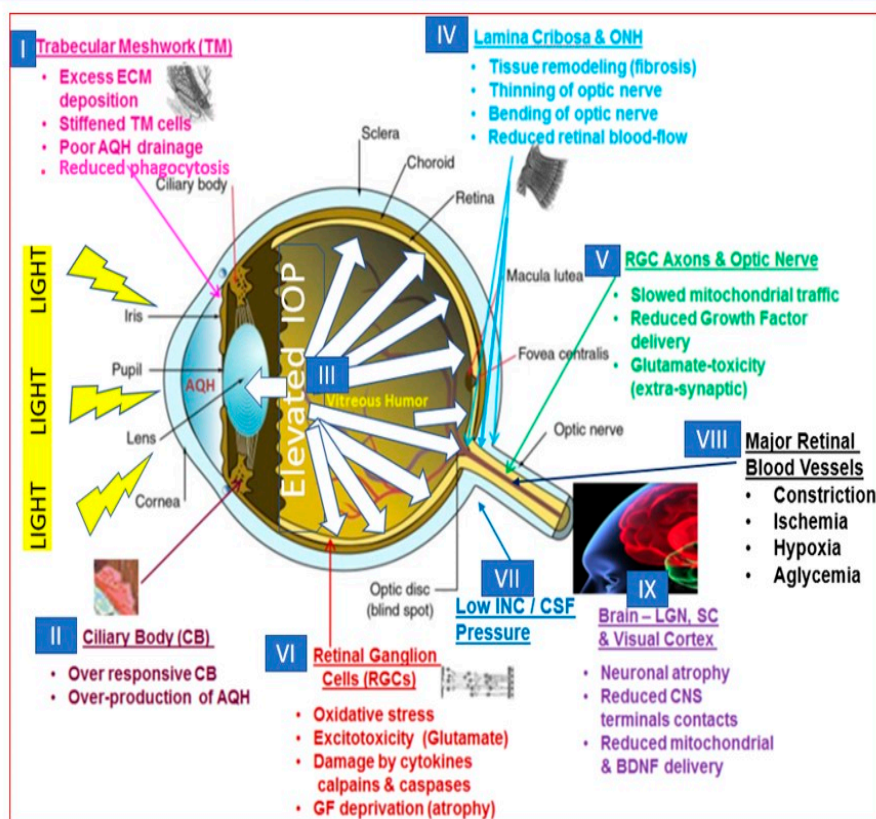 I
Trabecular Meshwork (TM)
• Excess ECM
deposition
• Stiffened TM cells
• Poor AQH drainage
• Reduced phagocytosis
IV
Lamina Cribosa & ONH
• Tissue remodeling (fibrosis)
• Thinning of optic nerve
• Bending of optic nerve
• Reduced retinal blood-flow
Sclera
Choroid
Retina
Ciliary body
Macula lutea
Fovea centralis
V
RGC Axons & Optic Nerve
• Slowed mitochondrial traffic
• Reduced Growth Factor
delivery
• Glutamate-toxicity
(extra-synaptic)
LIGHT
LIGHT
LIGHT
Iris
Pupil
AQH
Lens
Cornea
Elevated IOP
III
Vitreous Humor
Optic nerve
VIII
Major Retinal
Blood Vessels
• Constriction
• Ischemia
• Hypoxia
• Aglycemia
Optic disc
(blind spot)
VII
Low INC / CSF
Pressure
II
Ciliary Body (CB)
• Over responsive CB
• Over-production of AQH
VI
Retinal Ganglion
Cells (RGCs)
• Oxidative stress
• Excitotoxicity (Glutamate)
• Damage by cytokines
calpains & caspases
• GF deprivation (atrophy)
IX
Brain – LGN, SC
& Visual Cortex
• Neuronal atrophy
• Reduced CNS
terminals contacts
• Reduced mitochondrial
& BDNF delivery